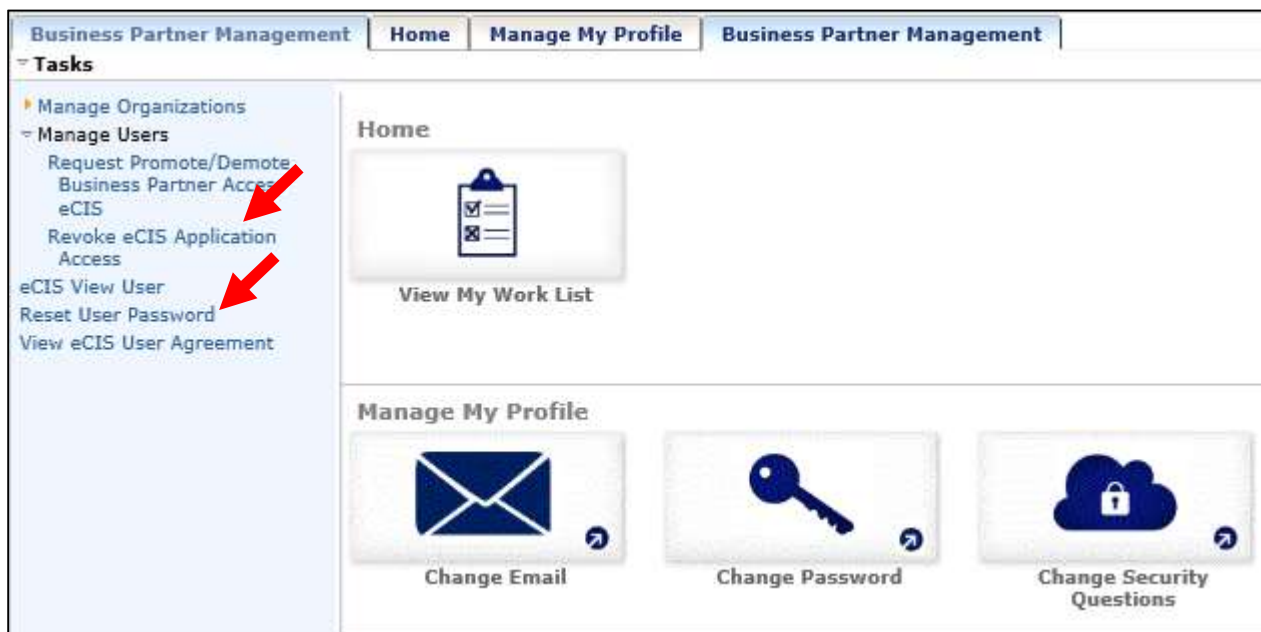 Business Partner Management
Home
Manage My Profile
Business Partner Management
Tasks
Manage Organizations
Manage Users
Request Promote/Demote
Business Partner
eCIS
Revoke eCIS Application
Access
eCIS View User
Reset User Password
View eCIS User Agreement
Home
View My Work List
Manage My Profile
Change Email
Change Password
Change Security
Questions